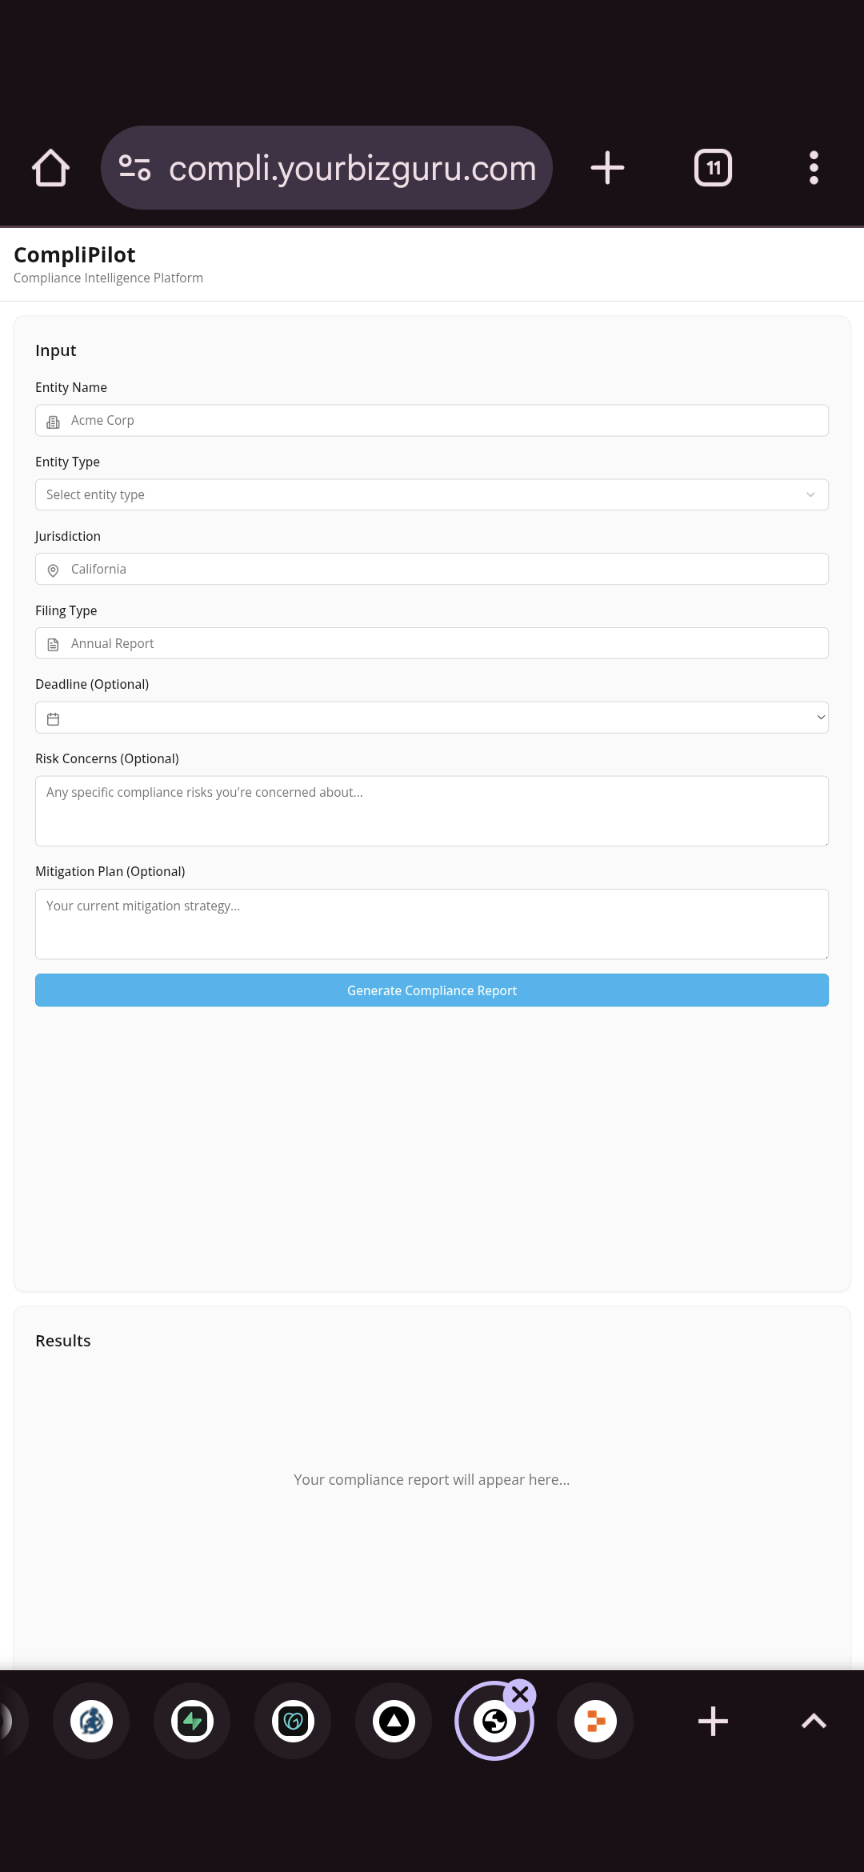 compli.yourbizguru.com
11
CompliPilot
Compliance Intelligence Platform
Input
Entity Name
Acme Corp
Entity Type
Select entity type
Jurisdiction
California
Filing Type
Annual Report
Deadline (Optional)
Risk Concerns (Optional)
Any specific compliance risks you're concerned about...
Mitigation Plan (Optional)
Your current mitigation strategy...
Generate Compliance Report
Results
Your compliance report will appear here...